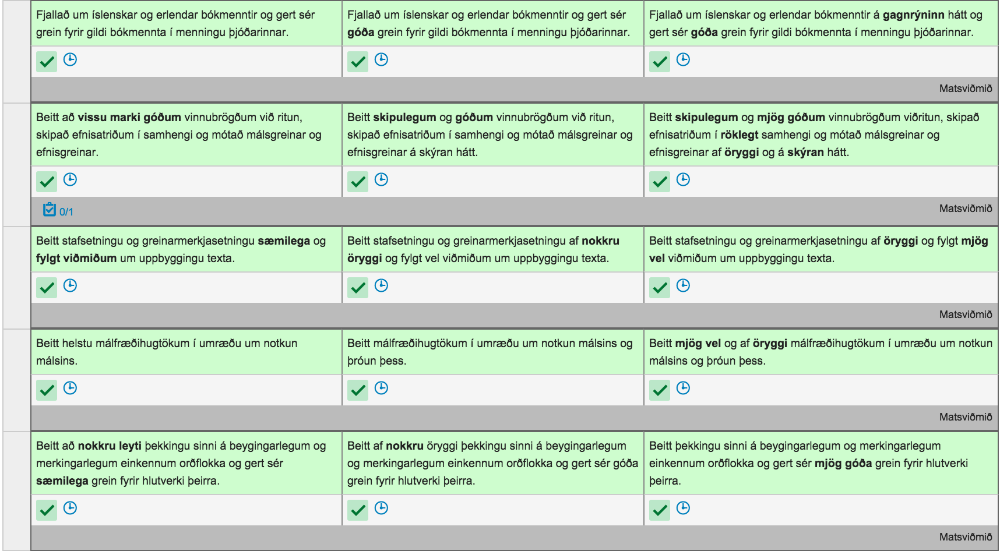 Fjallað um íslenskar og erlendar bókmenntir og gert sér
grein fyrir gildi bókmennta í menningu þjóðarinnar.
Fjallað um íslenskar og erlendar bókmenntir og gert sér
góða grein fyrir gildi bókmennta í menningu þjóðarinnar.
Fjallað um íslenskar og erlendar bókmenntir á gagnrýninn hátt og
gert sér góða grein fyrir gildi bókmennta í menningu þjóðarinnar.
Matsviðmið
Beitt að vissu marki góðum vinnubrögðum við ritun,
skipað efnisatriðum í samhengi og mótað málsgreinar og
efnisgreinar.
Beitt skipulegum og góðum vinnubrögðum við ritun,
skipað efnisatriðum í samhengi og mótað málsgreinar og
efnisgreinar á skýran hátt.
Beitt skipulegum og mjög góðum vinnubrögðum viðritun, skipað
efnisatriðum í röklegt samhengi og mótað málsgreinar og
efnisgreinar af öryggi og á skýran hátt.
0/1
Matsviðmið
Beitt stafsetningu og greinarmerkjasetningu sæmilega og
fylgt viðmiðum um uppbyggingu texta.
Beitt stafsetningu og greinarmerkjasetningu af nokkru
öryggi og fylgt vel viðmiðum um uppbyggingu texta.
Beitt stafsetningu og greinarmerkjasetningu af öryggi og fylgt mjög
vel viðmiðum um uppbyggingu texta.
Matsviðmið
Beitt helstu málfræðihugtökum í umræðu um notkun
málsins.
Beitt málfræðihugtökum í umræðu um notkun málsins og
þróun þess.
Beitt mjög vel og af öryggi málfræðihugtökum í umræðu um notkun
málsins og þróun þess.
Matsviðmið
Beitt að nokkru leyti þekkingu sinni á beygingarlegum og
merkingarlegum einkennum orðflokka og gert sér
sæmilega grein fyrir hlutverki þeirra.
Beitt af nokkru öryggi þekkingu sinni á beygingarlegum
og merkingarlegum einkennum orðflokka og gert sér góða
grein fyrir hlutverki þeirra.
Beitt þekkingu sinni á beygingarlegum og merkingarlegum
einkennum orðflokka og gert sér mjög góða grein fyrir hlutverki
þeirra.
Matsviðmið